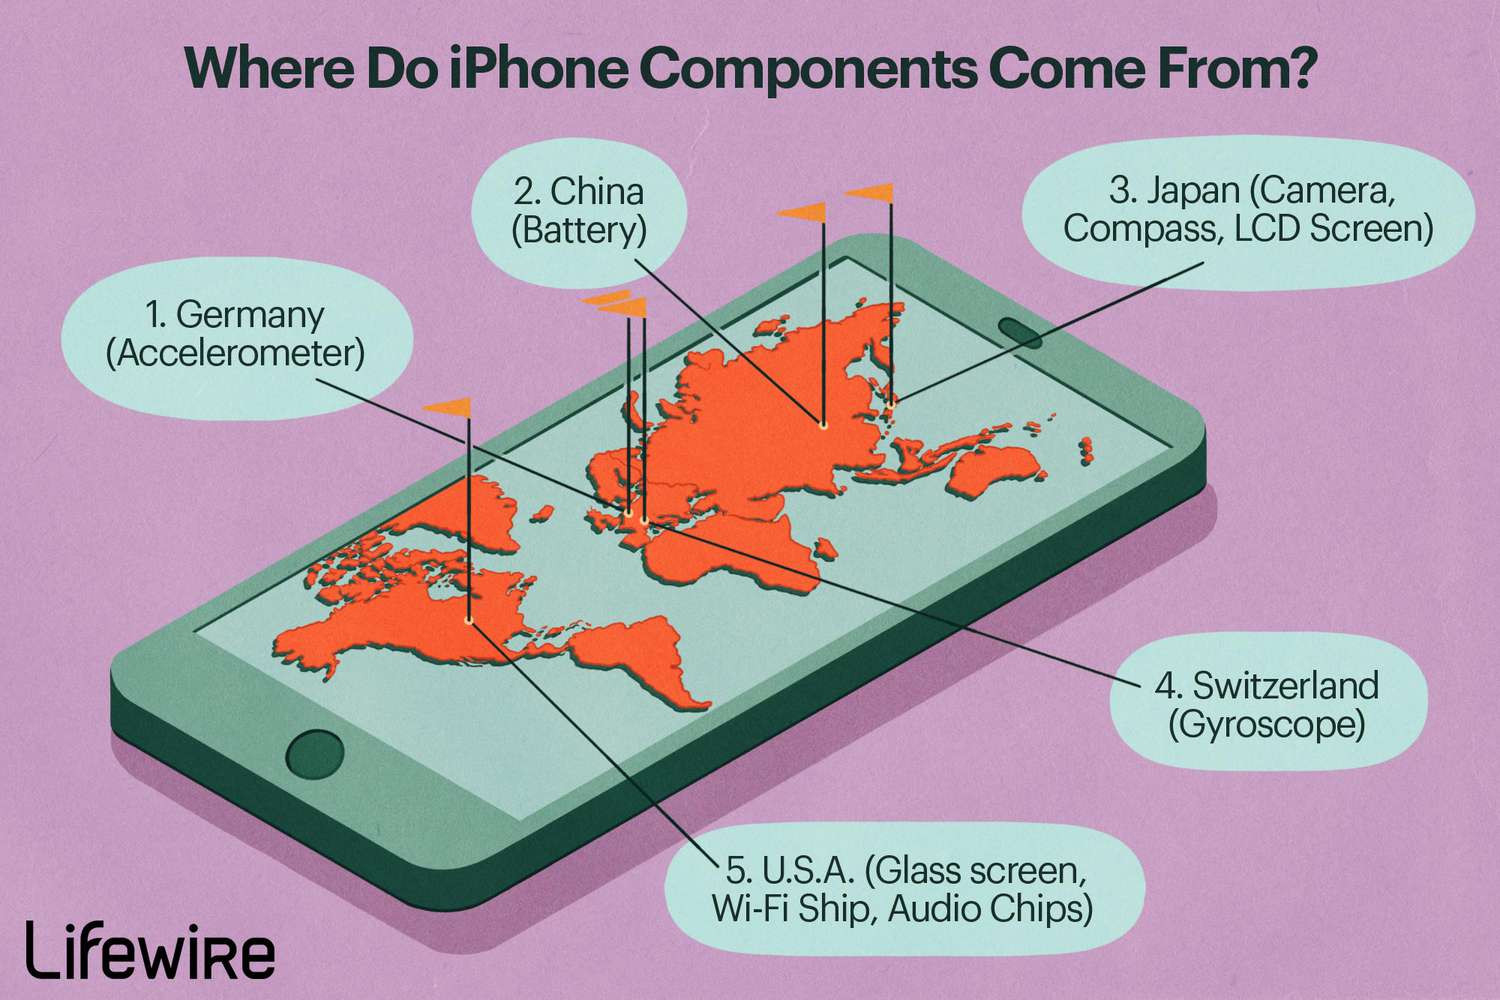 Where Do iPhone Components Come From?
2. China
(Battery)
3. Japan (Camera,
Compass, LCD Screen)
1. Germany
(Accelerometer)
4. Switzerland
(Gyroscope)
5. U.S.A. (Glass screen,
Wi-Fi Ship, Audio Chips)
Lifewire